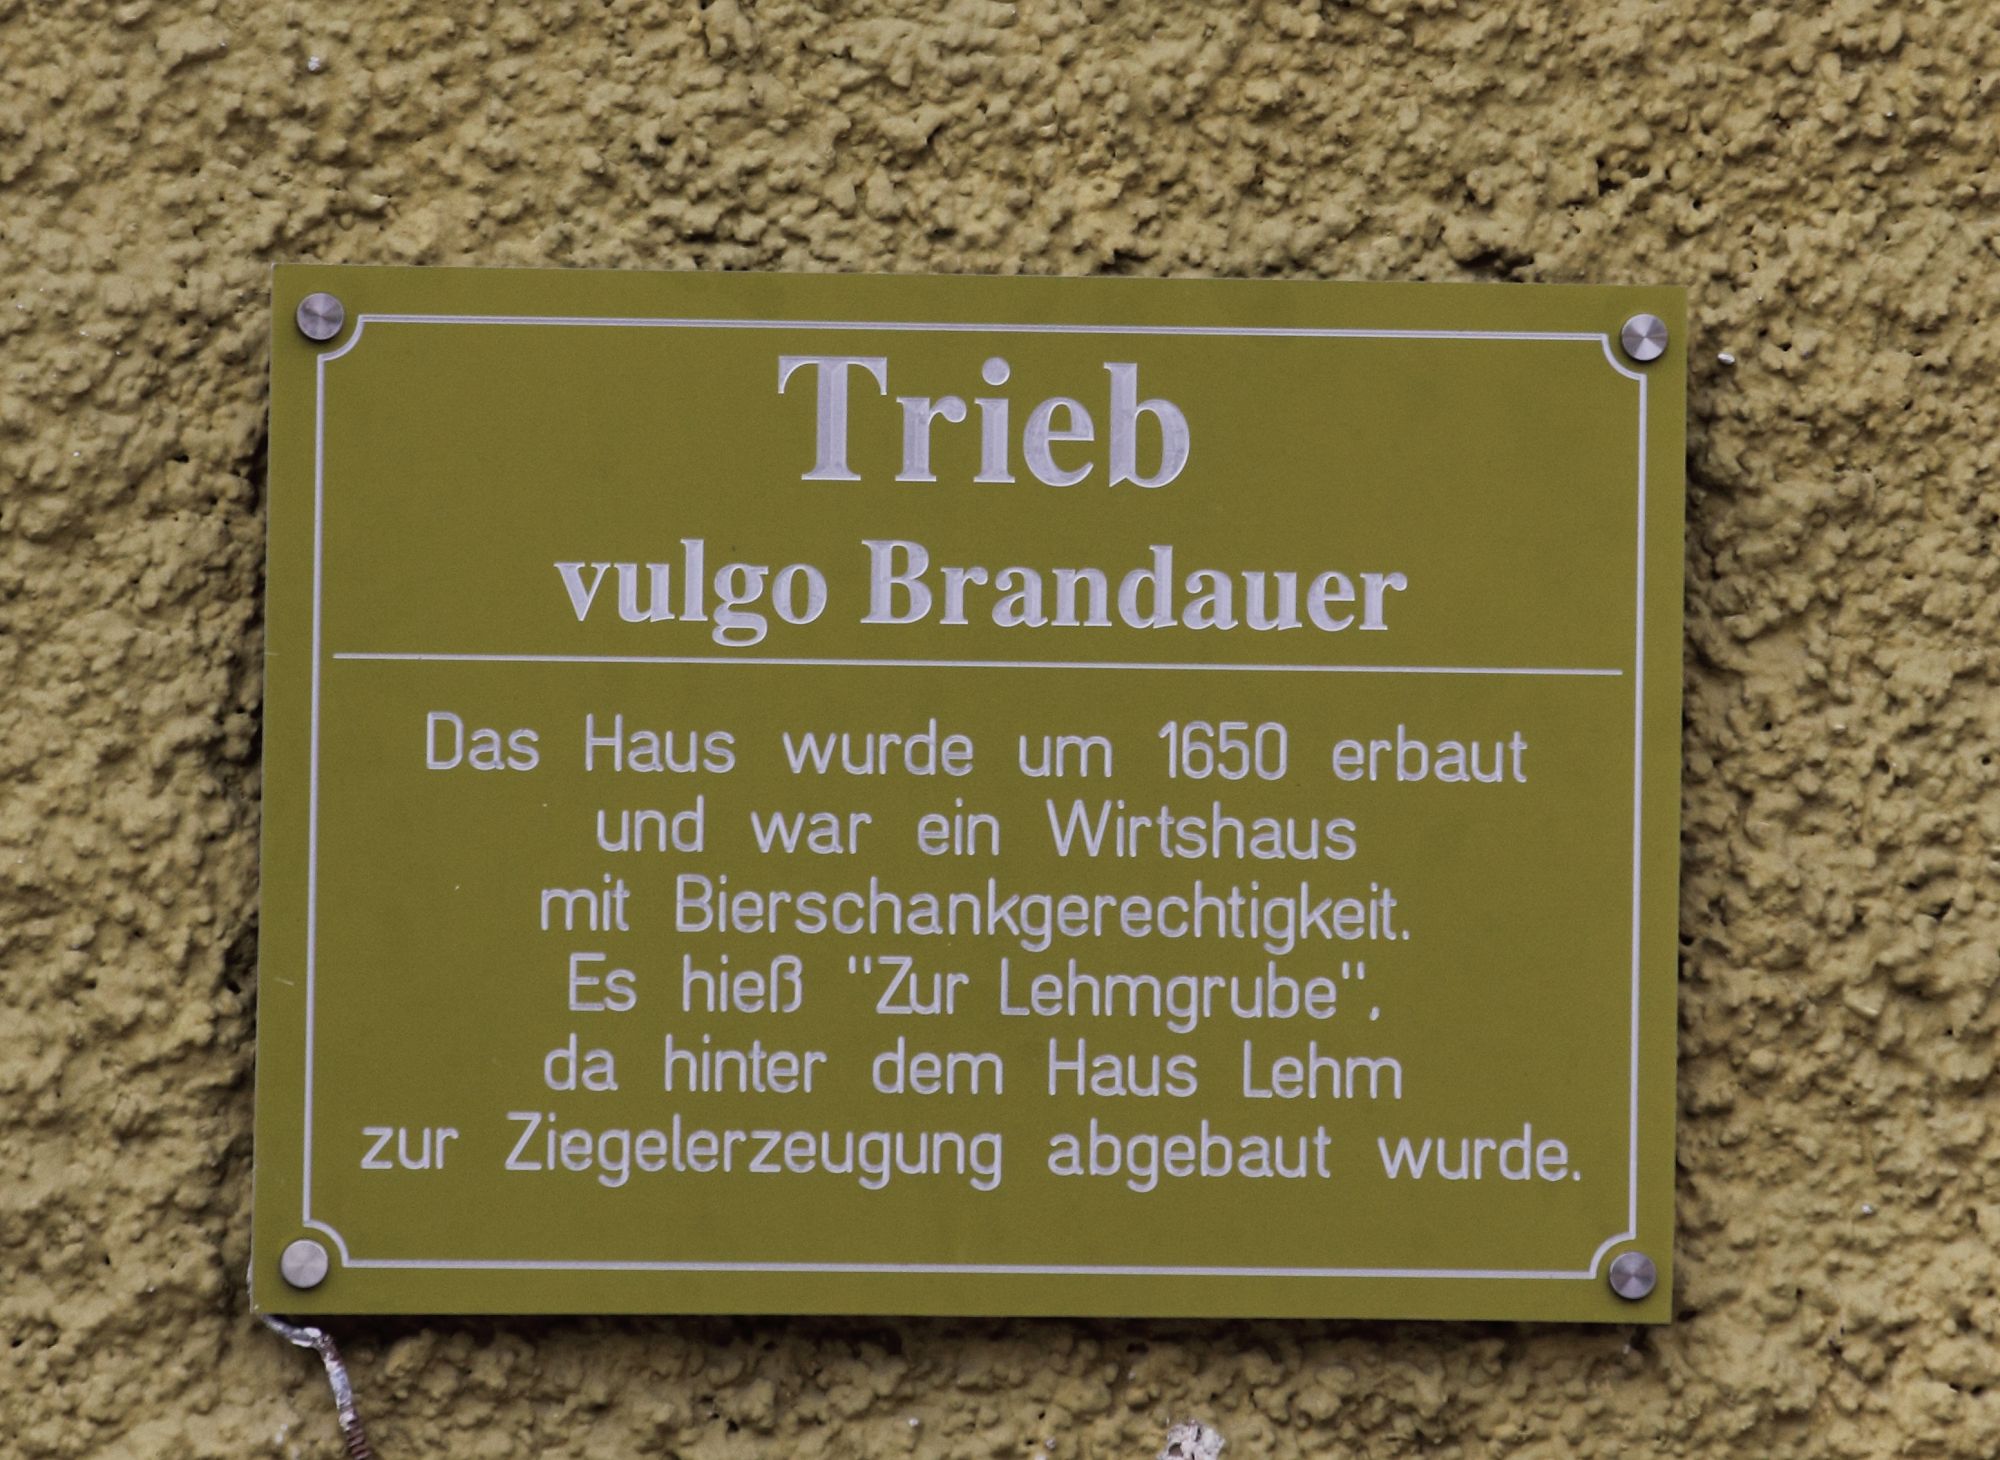 Trieb
vulgo Brandauer
Das Haus wurde um 1650 erbaut
und war ein Wirtshaus
mit Bierschankgerechtigkeit.
Es hieß "Zur Lehmgrube",
da hinter dem Haus Lehm
zur Ziegelerzeugung abgebaut wurde.